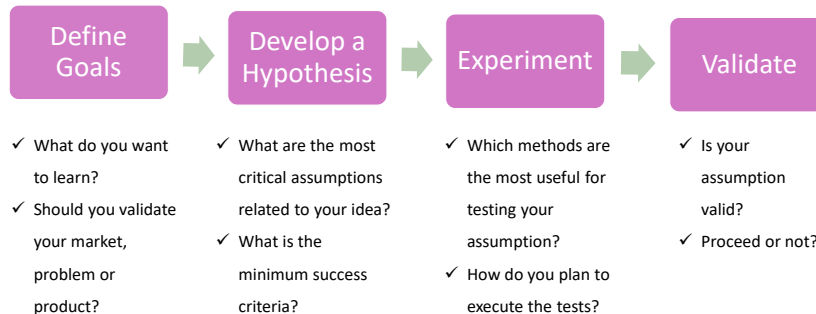 Define
Goals
Develop a
Hypothesis
Experiment
Validate
✓ What do you want
to learn?
✓ Should you validate
your market,
problem or
product?
✓ What are the most
critical assumptions
related to your idea?
✓ What is the
minimum success
criteria?
✓ Which methods are
the most useful for
testing your
assumption?
✓ How do you plan to
execute the tests?
✓ Is your
assumption
valid?
✓ Proceed or not?